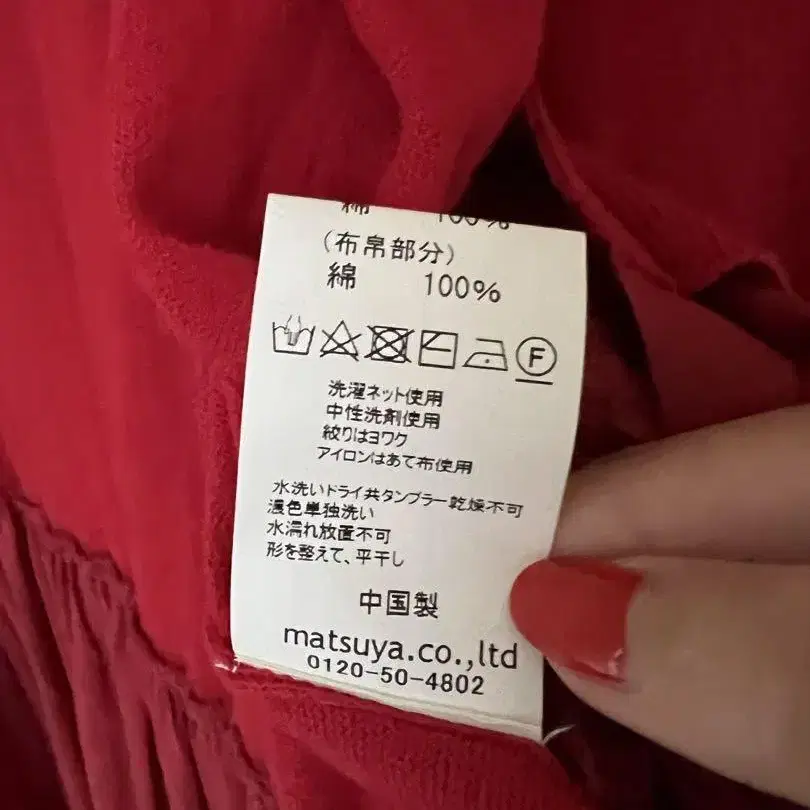 綿 100%
(布帛部分)
綿 100%
F
洗濯ネット使用
中性洗剤使用
絞りはヨワク
アイロンはあて布使用
水洗いドライ共タンブラー乾燥不可
濃色単独洗い
水濡れ放置不可
形を整えて、平干し
中国製
matsuya.co.,ltd
0120-50-4802